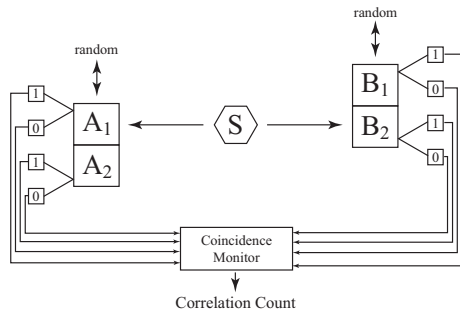 random
random
1
0
1
0
A1
A2
S
B1
B2
1
0
1
0
Coincidence
Monitor
Correlation Count